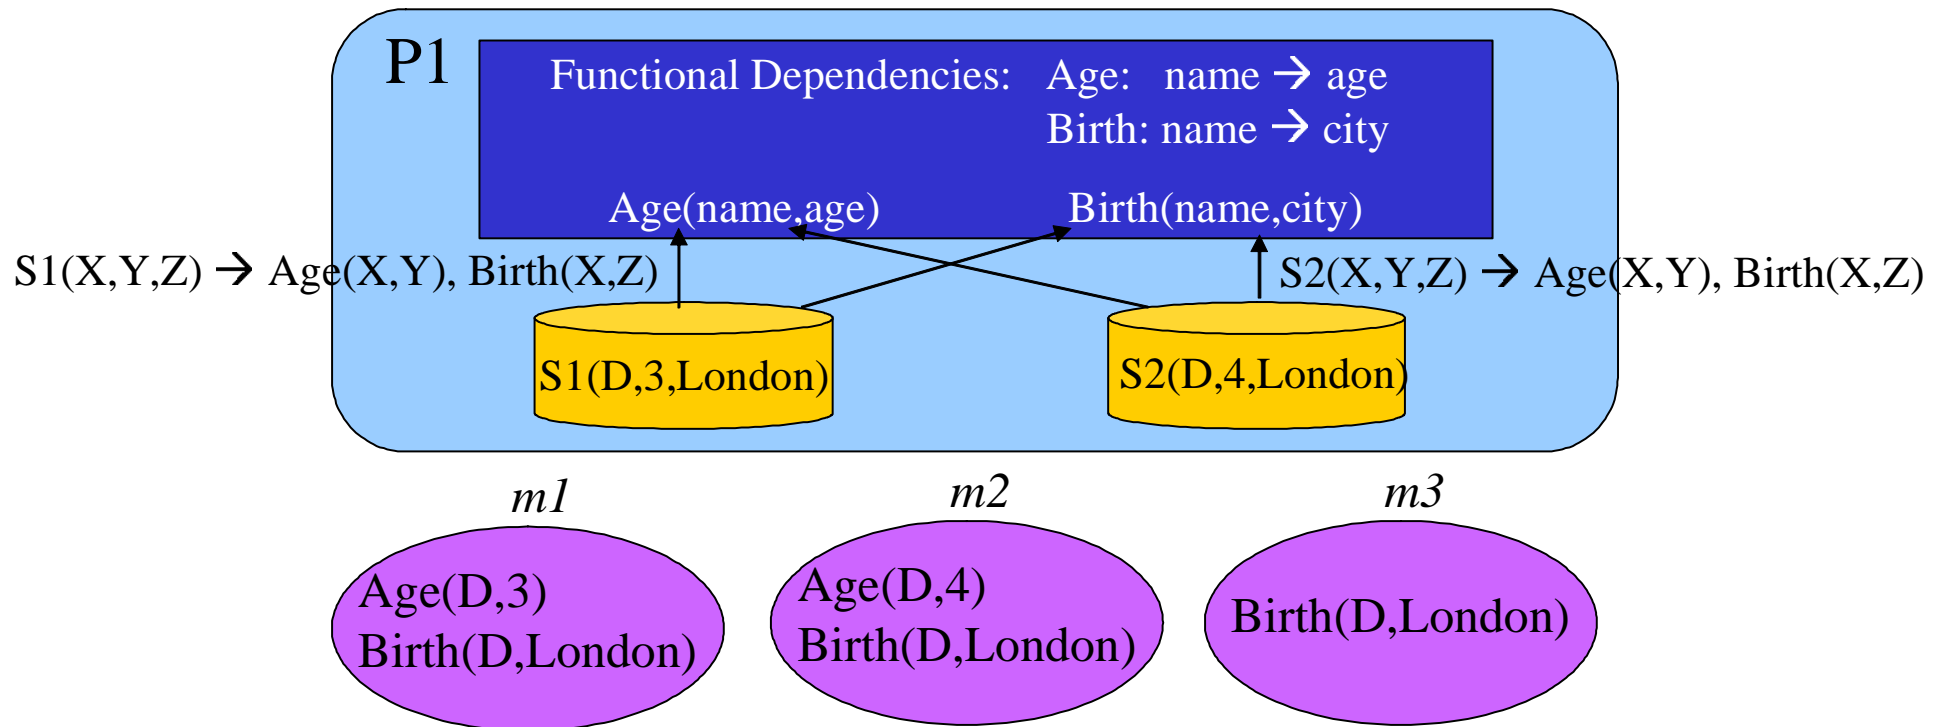 P1
Functional Dependencies: Age: name → age
Birth: name → city
Age(name,age) Birth(name,city)
S1(X,Y,Z) → Age(X,Y), Birth(X,Z)
S2(X,Y,Z) → Age(X,Y), Birth(X,Z)
S1(D,3,London)
S2(D,4,London)
m1
m2
m3
Age(D,3)
Birth(D,London)
Age(D,4)
Birth(D,London)
Birth(D,London)